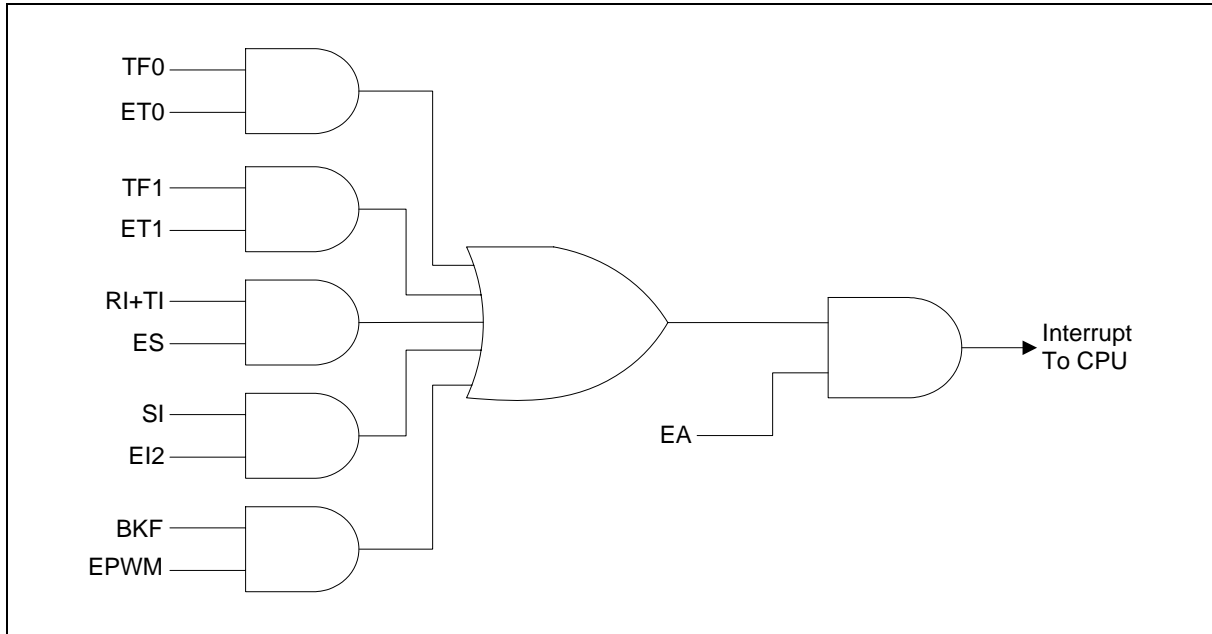 TF0
ET0
TF1
ET1
RI+TI
ES
SI
EI2
BKF
EPWM
EA
Interrupt
To CPU